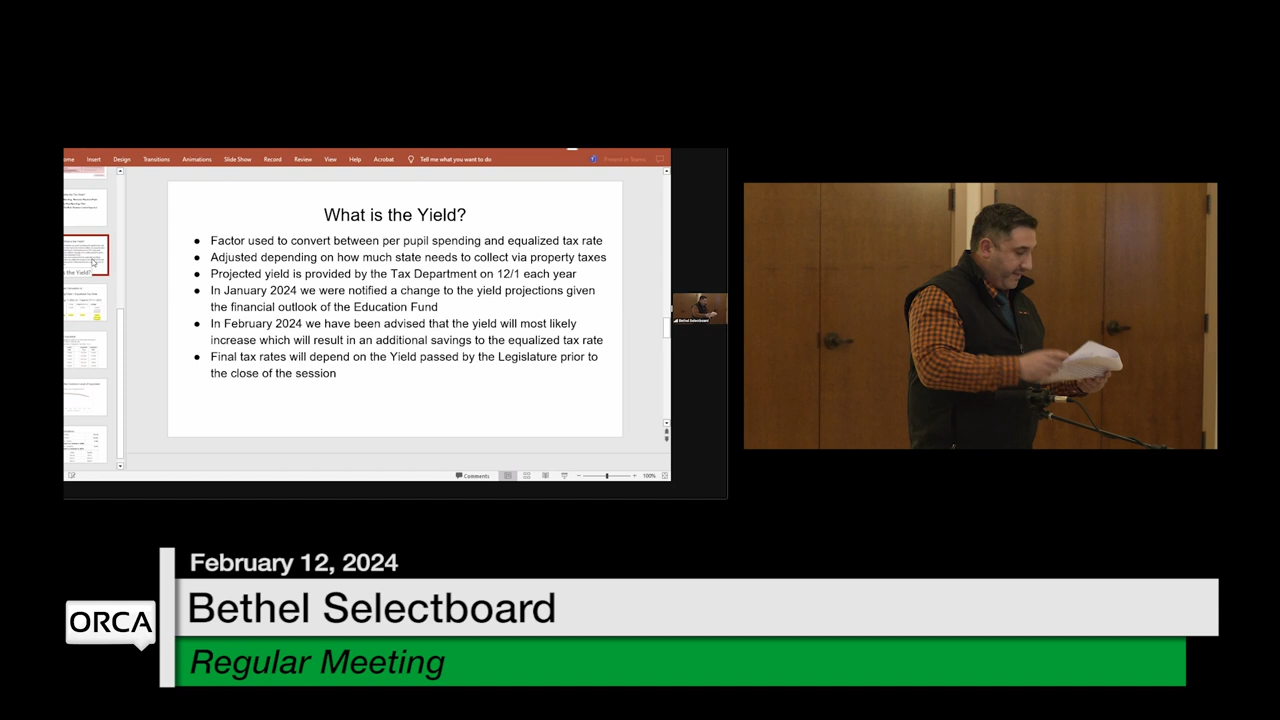 Insert Design Transitions Animations Slide Show Record Review View Help Acrobat Tell me what you want to do Present in Teams
What is the Yield?
● Factor used to convert between per pupil spending and equalized tax rate
● Adjusted depending on how much state needs to collect via property taxes
● Projected yield is provided by the Tax Department on 12/1 each year
● In January 2024 we were notified a change to the yield projections given
the financial outlook of the Education Fund
● In February 2024 we have been advised that the yield will most likely
increase which will result in an additional savings to the equalized tax rate
● Final tax rates will depend on the Yield passed by the Legislature prior to
the close of the session
Bethel Selectboard
Comments
100%
February 12, 2024
Bethel Selectboard
ORCA
Regular Meeting